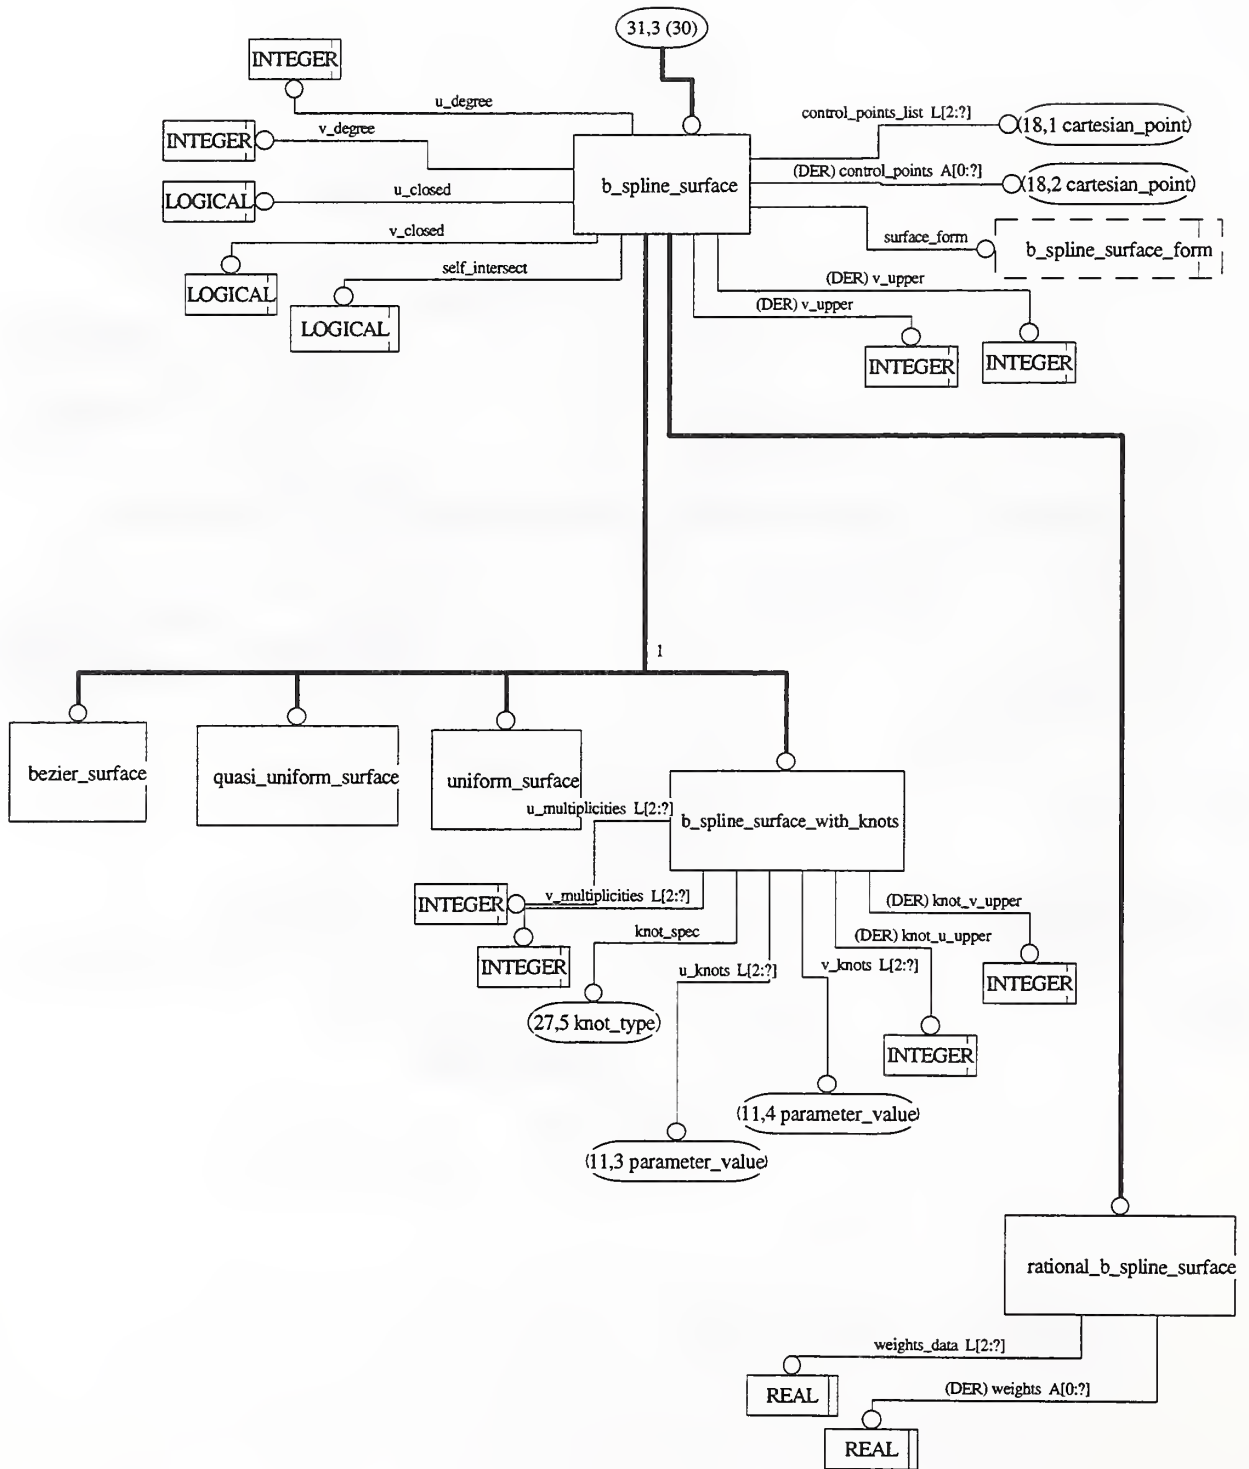 31,3 (30)
INTEGER
u_degree
INTEGER
v_degree
LOGICAL
u_closed
v_closed
LOGICAL
self_intersect
LOGICAL
b_spline_surface
control_points_list L[2:?]
(18,1 cartesian_point)
(DER) control_points A[0:?]
(18,2 cartesian_point)
surface_form
b_spline_surface_form
(DER) v_upper
(DER) v_upper
INTEGER
INTEGER
1
bezier_surface
quasi_uniform_surface
uniform_surface
b_spline_surface_with_knots
u_multiplicities L[2:?]
INTEGER
v_multiplicities L[2:?]
INTEGER
knot_spec
(27,5 knot_type)
u_knots L[2:?]
(11,3 parameter_value)
v_knots L[2:?]
(11,4 parameter_value)
(DER) knot_u_upper
INTEGER
(DER) knot_v_upper
INTEGER
rational_b_spline_surface
weights_data L[2:?]
REAL
(DER) weights A[0:?]
REAL